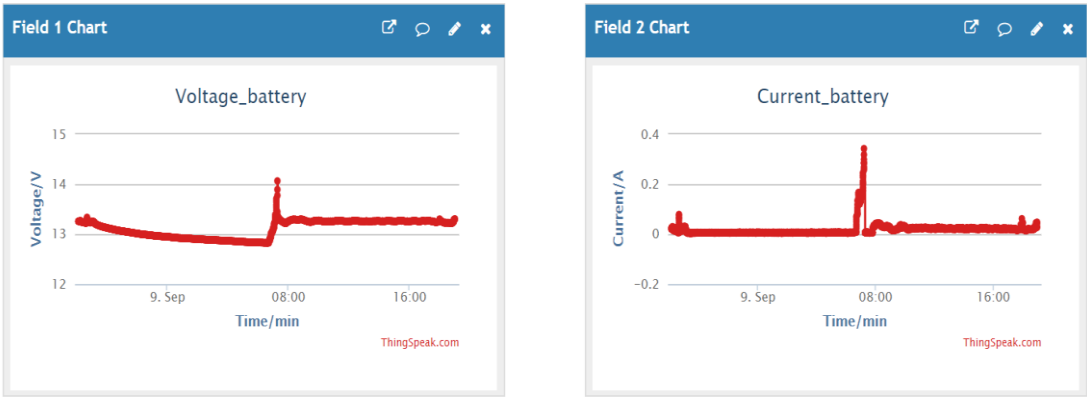 Field 1 Chart
Voltage_battery
15
14
13
12
Voltage/V
9. Sep
08:00
16:00
Time/min
ThingSpeak.com
Field 2 Chart
Current_battery
0.4
0.2
0
−0.2
Current/A
9. Sep
08:00
16:00
Time/min
ThingSpeak.com